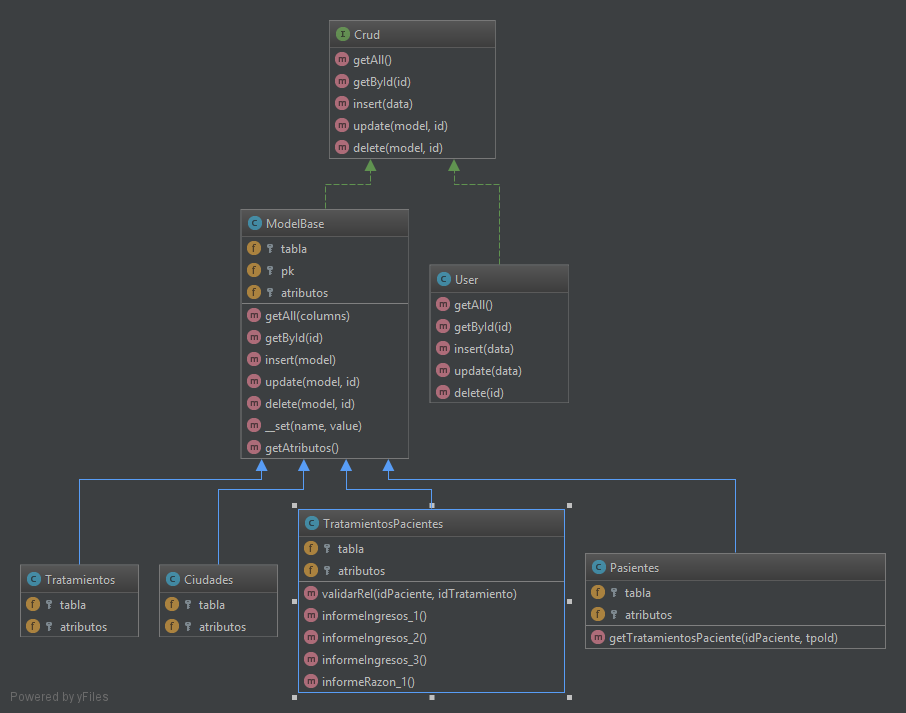 Crud
getAll()
getById(id)
insert(data)
update(model, id)
delete(model, id)
ModelBase
tabla
pk
atributos
getAll(columns)
getById(id)
insert(model)
update(model, id)
delete(model, id)
__set(name, value)
getAtributos()
User
getAll()
getById(id)
insert(data)
update(data)
delete(id)
Tratamientos
tabla
atributos
Ciudades
tabla
atributos
TratamientosPacientes
tabla
atributos
validarRel(idPaciente, idTratamiento)
informeIngresos_1()
informeIngresos_2()
informeIngresos_3()
informeRazon_1()
Pasientes
tabla
atributos
getTratamientosPaciente(idPaciente, tpoId)
Powered by yFiles